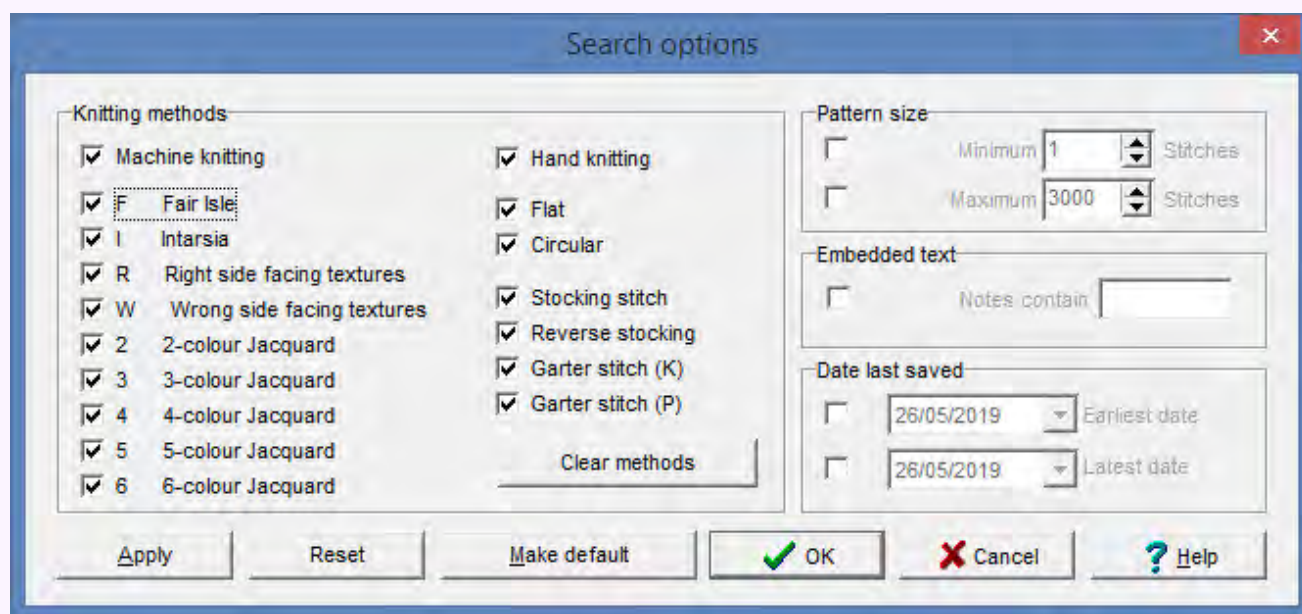 Search options
Knitting methods
Machine knitting
F Fair Isle
I Intarsia
R Right side facing textures
W Wrong side facing textures
2 2-colour Jacquard
3 3-colour Jacquard
4 4-colour Jacquard
5 5-colour Jacquard
6 6-colour Jacquard
Hand knitting
Flat
Circular
Stocking stitch
Reverse stocking
Garter stitch (K)
Garter stitch (P)
Clear methods
Pattern size
Minimum 1 Stitches
Maximum 3000 Stitches
Embedded text
Notes contain
Date last saved
26/05/2019 Earliest date
26/05/2019 Latest date
Apply Reset Make default OK Cancel ? Help